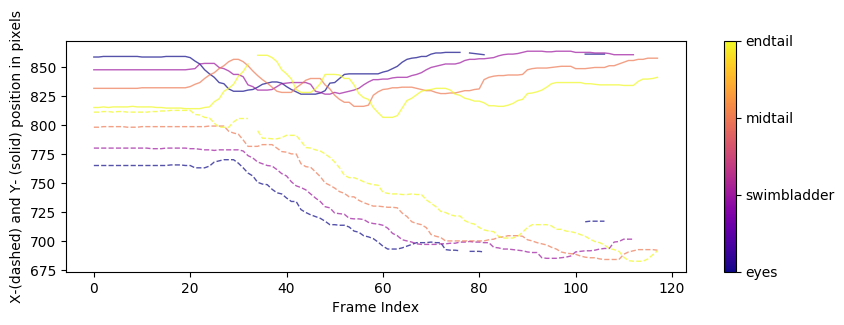 X-(dashed) and Y- (solid) position in pixels
850
825
800
775
750
725
700
675
0 20 40 60 80 100 120
Frame Index
endtail
midtail
swimbladder
eyes